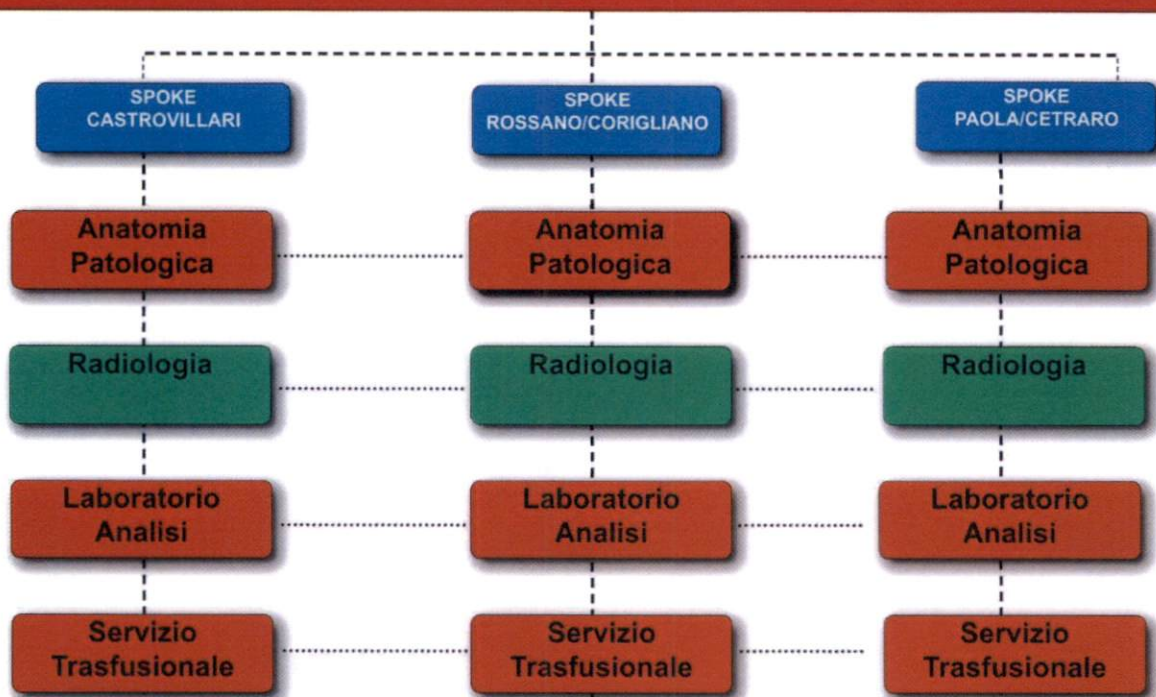 SPOKE
CASTROVILLARI
SPOKE
ROSSANO/CORIGLIANO
SPOKE
PAOLA/CETRARO
Anatomia
Patologica
Anatomia
Patologica
Anatomia
Patologica
Radiologia
Radiologia
Radiologia
Laboratorio
Analisi
Laboratorio
Analisi
Laboratorio
Analisi
Servizio
Trasfusionale
Servizio
Trasfusionale
Servizio
Trasfusionale